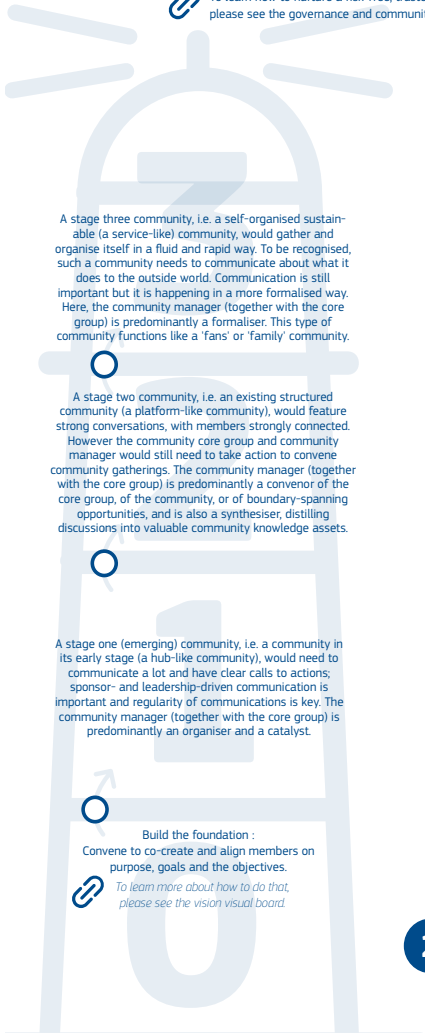 please see the governance and communit
3
A stage three community, i.e. a self-organised sustain-
able (a service-like) community, would gather and
organise itself in a fluid and rapid way. To be recognised,
such a community needs to communicate about what it
does to the outside world. Communication is still
important but it is happening in a more formalised way.
Here, the community manager (together with the core
group) is predominantly a formaliser. This type of
community functions like a 'fans' or 'family' community.
2
A stage two community, i.e. an existing structured
community (a platform-like community), would feature
strong conversations, with members strongly connected.
However the community core group and community
manager would still need to take action to convene
community gatherings. The community manager (together
with the core group) is predominantly a convenor of the
core group, of the community, or of boundary-spanning
opportunities, and is also a synthesiser, distilling
discussions into valuable community knowledge assets.
1
A stage one (emerging) community, i.e. a community in
its early stage (a hub-like community), would need to
communicate a lot and have clear calls to actions;
sponsor- and leadership-driven communication is
important and regularity of communications is key. The
community manager (together with the core group) is
predominantly an organiser and a catalyst.
0
Build the foundation :
Convene to co-create and align members on
purpose, goals and the objectives.
To learn more about how to do that,
please see the vision visual board.